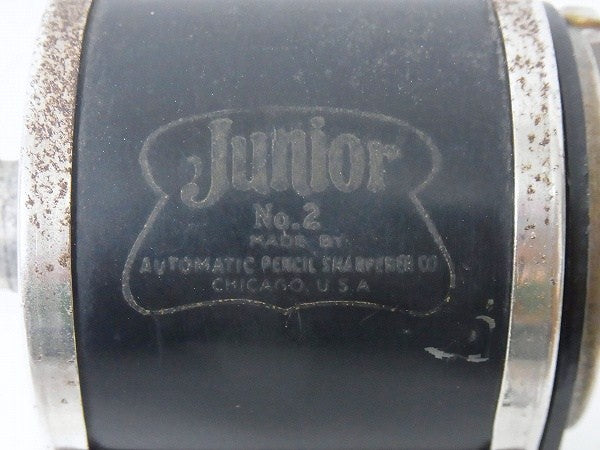 Junior
No.2
MADE BY
AUTOMATIC PENCIL SHARPENER CO
CHICAGO, U.S.A